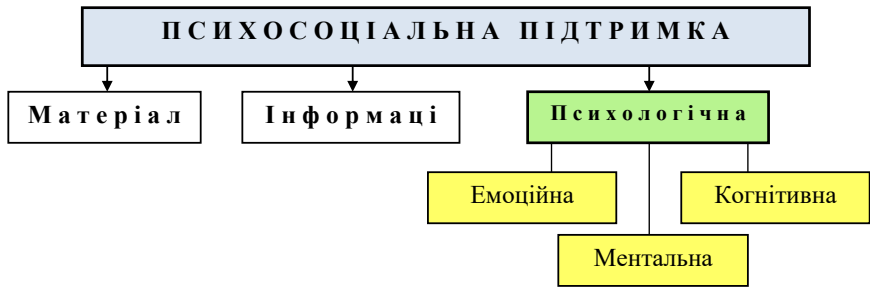 ПСИХОСОЦІАЛЬНА ПІДТРИМКА
Матеріал
Інформаці
Психологічна
Емоційна
Когнітивна
Ментальна